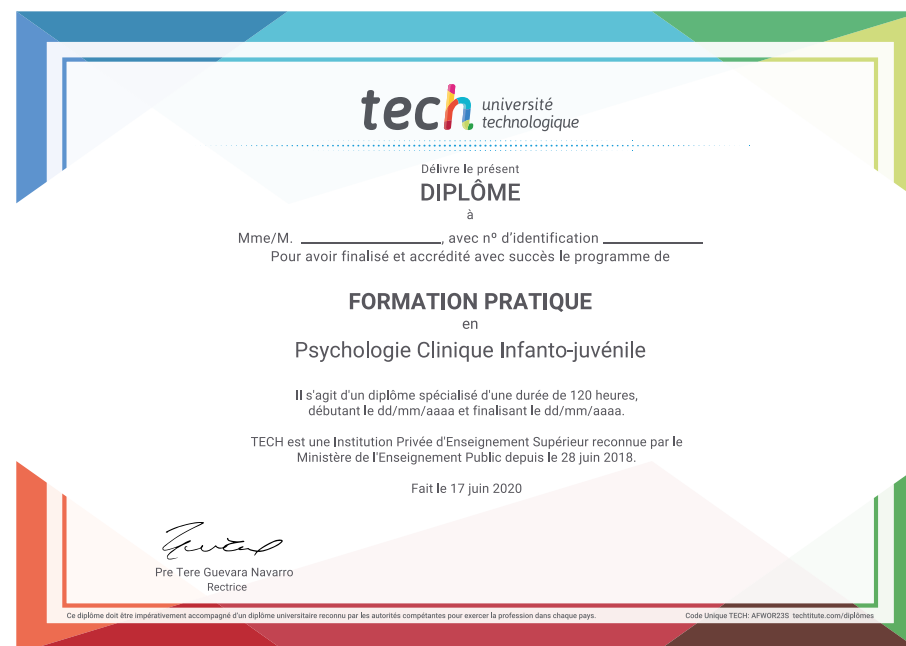 tech université
technologique
Délivre le présent
DIPLÔME
à
Mme/M. ____________________, avec nº d'identification ______________
Pour avoir finalisé et accrédité avec succès le programme de
FORMATION PRATIQUE
en
Psychologie Clinique Infanto-juvénile
Il s'agit d'un diplôme spécialisé d'une durée de 120 heures,
débutant le dd/mm/aaaa et finalisant le dd/mm/aaaa.
TECH est une Institution Privée d'Enseignement Supérieur reconnue par le
Ministère de l'Enseignement Public depuis le 28 juin 2018.
Fait le 17 juin 2020
Pre Tere Guevara Navarro
Rectrice
Ce diplôme doit être impérativement accompagné d'un diplôme universitaire reconnu par les autorités compétantes pour exercer la profession dans chaque pays.
Code Unique TECH: AFWOR23S techtitute.com/diplômes